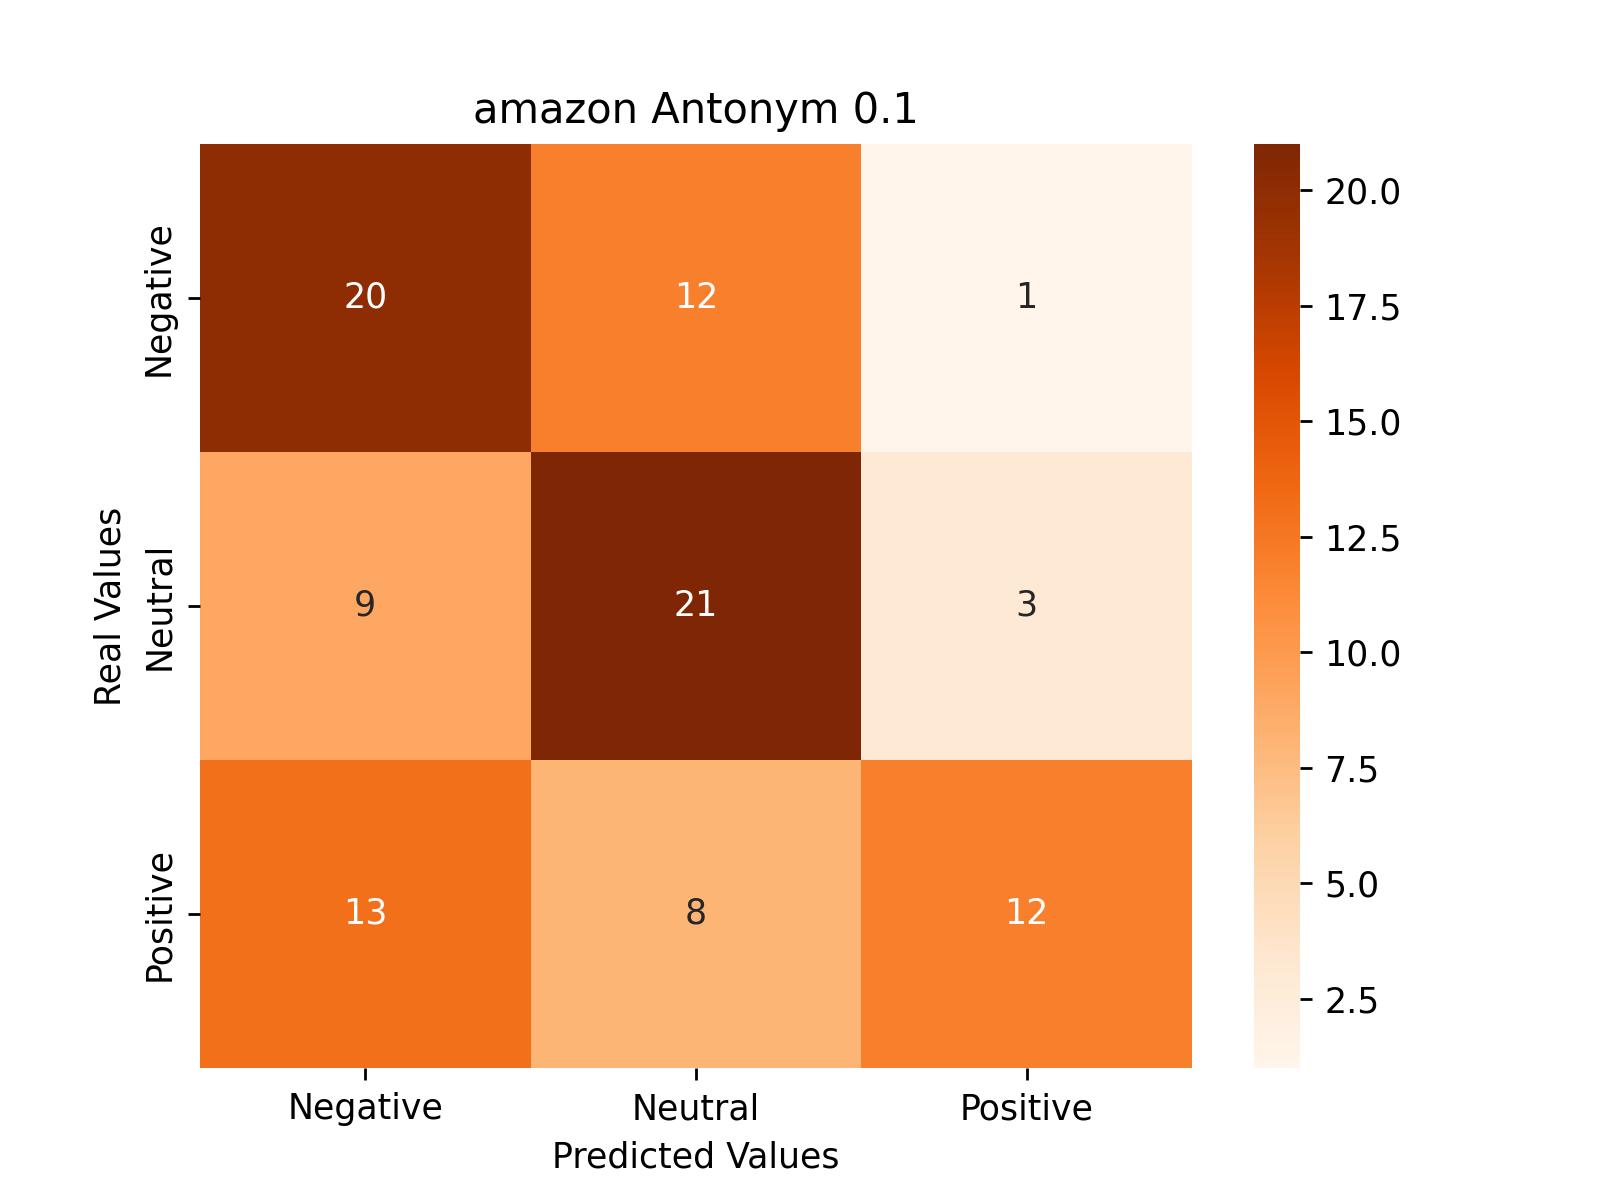 amazon Antonym 0.1
Real Values
Negative
20
12
1
Neutral
9
21
3
Positive
13
8
12
Negative
Neutral
Positive
Predicted Values
20.0
17.5
15.0
12.5
10.0
7.5
5.0
2.5